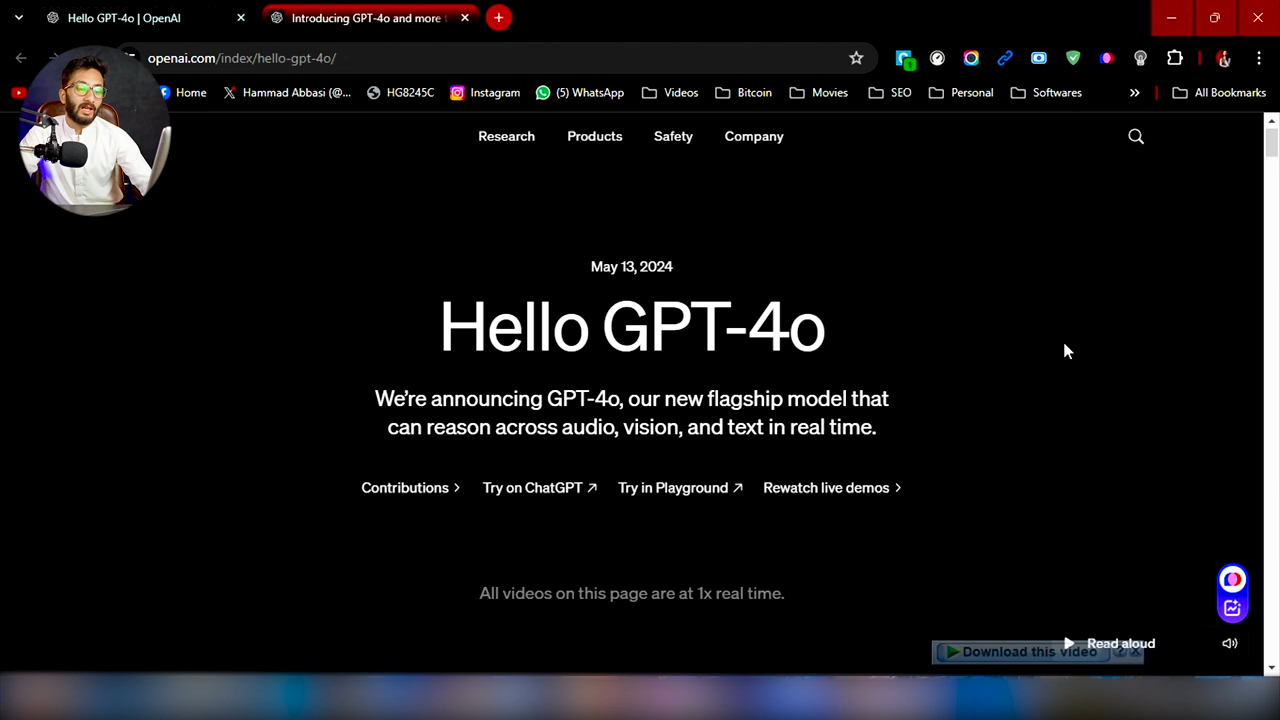 Hello GPT-4o | OpenAI
Introducing GPT-4o and more t
openai.com/index/hello-gpt-4o/
1
Home
Hammad Abbasi (@...
HG8245C
Instagram
(5) WhatsApp
Videos
Bitcoin
Movies
SEO
Personal
Softwares
»
All Bookmarks
Research
Products
Safety
Company
May 13, 2024
Hello GPT-4o
We're announcing GPT-4o, our new flagship model that
can reason across audio, vision, and text in real time.
Contributions
Try on ChatGPT
Try in Playground
Rewatch live demos
All videos on this page are at 1x real time.
Read aloud
Download this video